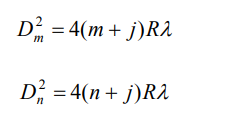 D_m^2 = 4(m + j)Rλ
D_n^2 = 4(n + j)Rλ